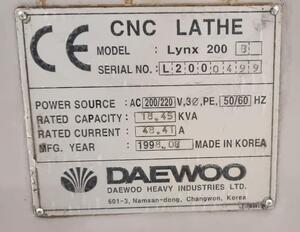 CE CNC LATHE
MODEL : Lynx 200 B
SERIAL NO. : L2000499
POWER SOURCE : AC 200/220 V, 3Ø, PE, 50/60 HZ
RATED CAPACITY : 18.45 KVA
RATED CURRENT : 48.41 A
MFG. YEAR : 1998.08 MADE IN KOREA
DAEWOO
DAEWOO HEAVY INDUSTRIES LTD.
601-3, Namsan-dong, Changwon, Korea